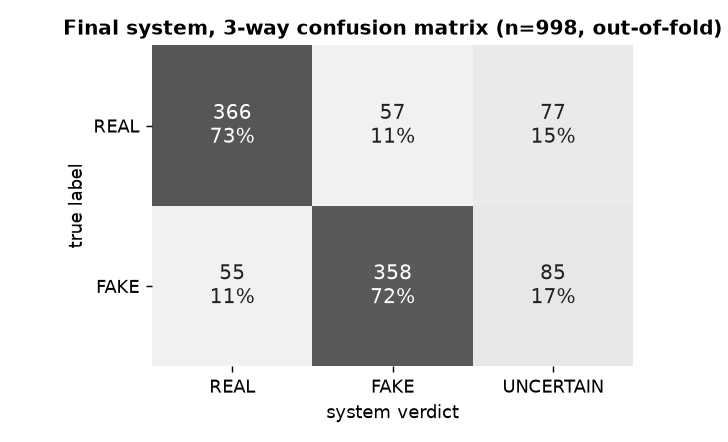 Final system, 3-way confusion matrix (n=998, out-of-fold)
true label
REAL
366
73%
57
11%
77
15%
FAKE
55
11%
358
72%
85
17%
REAL
FAKE
UNCERTAIN
system verdict